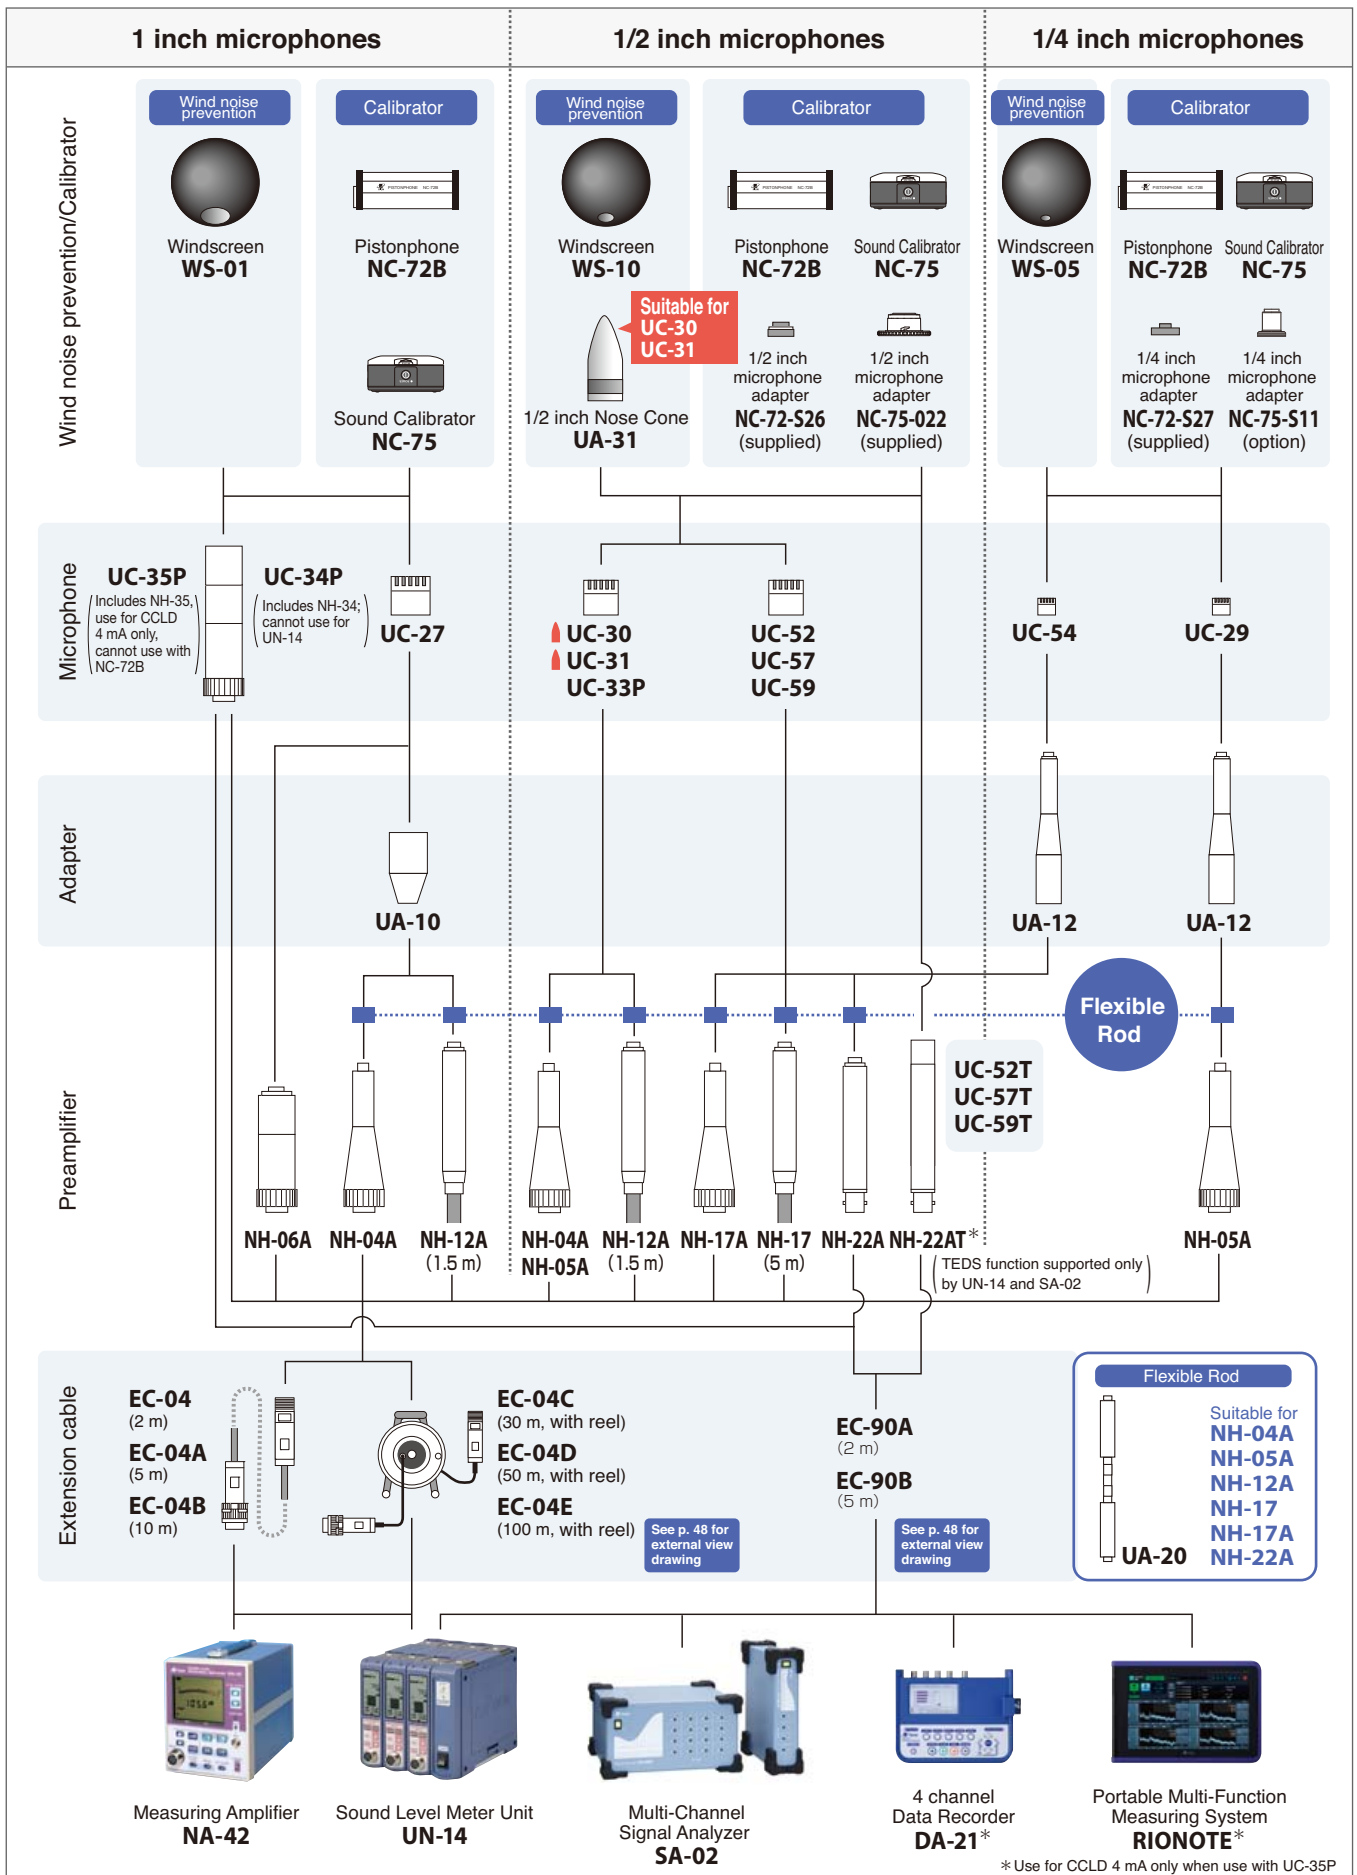 1 inch microphones
1/2 inch microphones
1/4 inch microphones
Wind noise prevention/Calibrator
Wind noise
prevention
Calibrator
Wind noise
prevention
Calibrator
Wind noise
prevention
Calibrator
PISTONPHONE NC-72B
PISTONPHONE NC-72B
PISTONPHONE NC-72B
Windscreen
WS-01
Pistonphone
NC-72B
Windscreen
WS-10
Pistonphone
NC-72B
Sound Calibrator
NC-75
Windscreen
WS-05
Pistonphone
NC-72B
Sound Calibrator
NC-75
Suitable for
UC-30
UC-31
Sound Calibrator
NC-75
1/2 inch Nose Cone
UA-31
1/2 inch
microphone
adapter
NC-72-S26
(supplied)
1/2 inch
microphone
adapter
NC-75-022
(supplied)
1/4 inch
microphone
adapter
NC-72-S27
(supplied)
1/4 inch
microphone
adapter
NC-75-S11
(option)
Microphone
UC-35P
(Includes NH-35,
use for CCLD
4 mA only,
cannot use with
NC-72B)
UC-34P
(Includes NH-34;
cannot use for
UN-14)
UC-27
UC-30
UC-31
UC-33P
UC-52
UC-57
UC-59
UC-54
UC-29
Adapter
UA-10
UA-12
UA-12
Flexible
Rod
Preamplifier
UC-52T
UC-57T
UC-59T
NH-06A
NH-04A
NH-12A
(1.5 m)
NH-04A
NH-05A
NH-12A
(1.5 m)
NH-17A
NH-17
(5 m)
NH-22A
NH-22AT*
(TEDS function supported only
by UN-14 and SA-02)
NH-05A
Extension cable
EC-04
(2 m)
EC-04A
(5 m)
EC-04B
(10 m)
EC-04C
(30 m, with reel)
EC-04D
(50 m, with reel)
EC-04E
(100 m, with reel)
See p. 48 for
external view
drawing
EC-90A
(2 m)
EC-90B
(5 m)
See p. 48 for
external view
drawing
Flexible Rod
Suitable for
NH-04A
NH-05A
NH-12A
NH-17
NH-17A
NH-22A
UA-20
Measuring Amplifier
NA-42
Sound Level Meter Unit
UN-14
Multi-Channel
Signal Analyzer
SA-02
4 channel
Data Recorder
DA-21*
Portable Multi-Function
Measuring System
RIONOTE*
*Use for CCLD 4 mA only when use with UC-35P